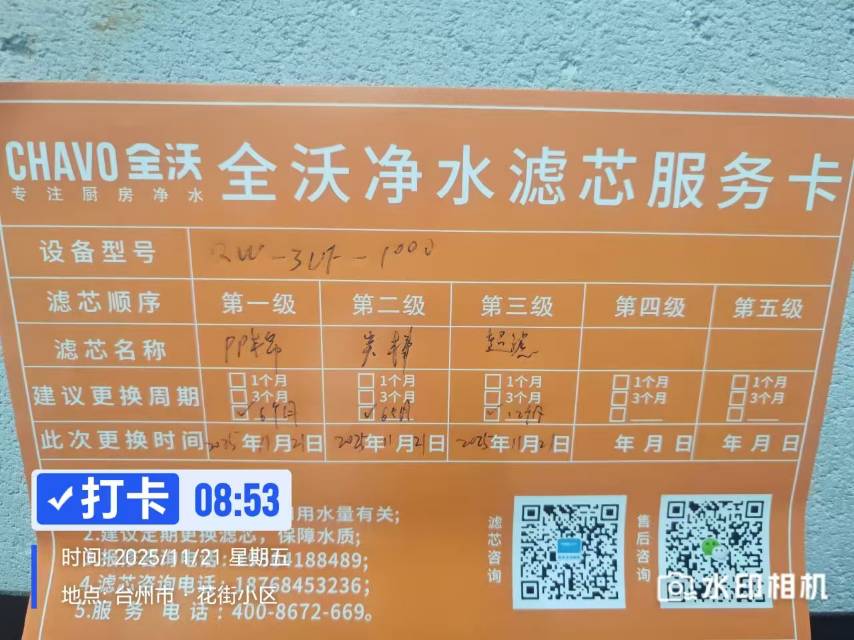 CHAVO 全沃
专注厨房净水
全沃净水滤芯服务卡
设备型号 QW-3UF-1000
滤芯顺序 第一级 第二级 第三级 第四级 第五级
滤芯名称 PP棉 炭棒 超滤
建议更换周期
1个月 1个月 1个月 1个月 1个月
3个月 3个月 3个月 3个月 3个月
6个月 6个月 12个月
此次更换时间 2025年11月21日 2025年11月21日 2025年11月21日 年月日 年月日
用水量有关;
2.建议定期更换滤芯，保障水质;
4188489;
4.滤芯咨询电话:18768453236;
5.服务电话:400-8672-669。
滤芯咨询
售后咨询
打卡 08:53
时间: 2025/11/21 星期五
地点: 台州市·花街小区
水印相机